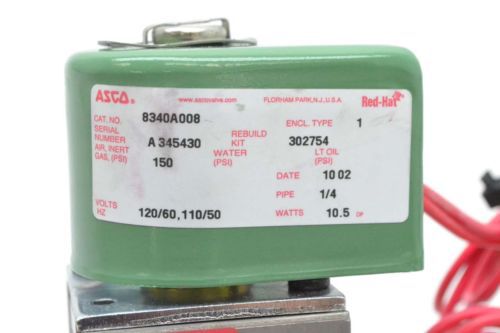 ASCO® www.ascovalve.com FLORHAM PARK, N.J., U.S.A. Red-Hat
CAT. NO. 8340A008 ENCL. TYPE 1
SERIAL NUMBER A345430 REBUILD KIT 302754
AIR, INERT GAS, (PSI) 150 WATER (PSI) LT OIL (PSI)
DATE 10 02
PIPE 1/4
VOLTS HZ 120/60,110/50 WATTS 10.5 DP